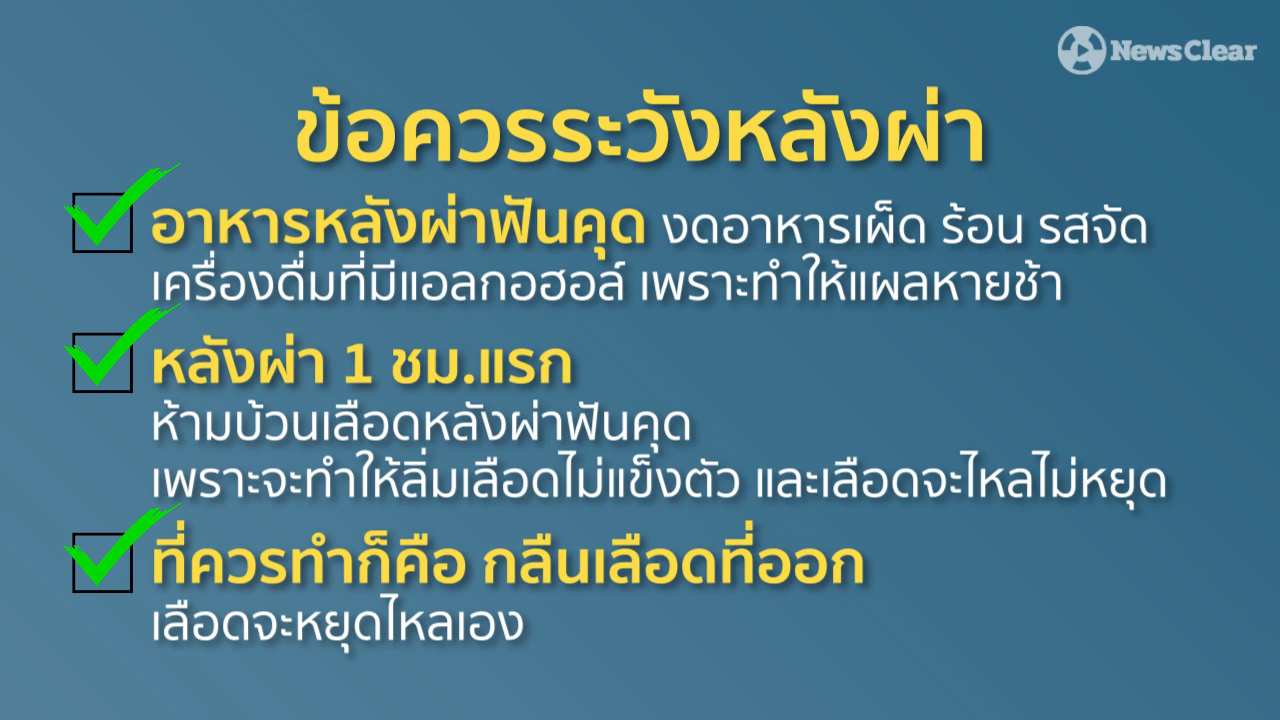 NewsClear
ข้อควรระวังหลังผ่า
อาหารหลังผ่าฟันคุด งดอาหารเผ็ด ร้อน รสจัด
เครื่องดื่มที่มีแอลกอฮอล์ เพราะทำให้แผลหายช้า
หลังผ่า 1 ชม.แรก
ห้ามบ้วนเลือดหลังผ่าฟันคุด
เพราะจะทำให้ลิ่มเลือดไม่แข็งตัว และเลือดจะไหลไม่หยุด
ที่ควรทำก็คือ กลืนเลือดที่ออก
เลือดจะหยุดไหลเอง